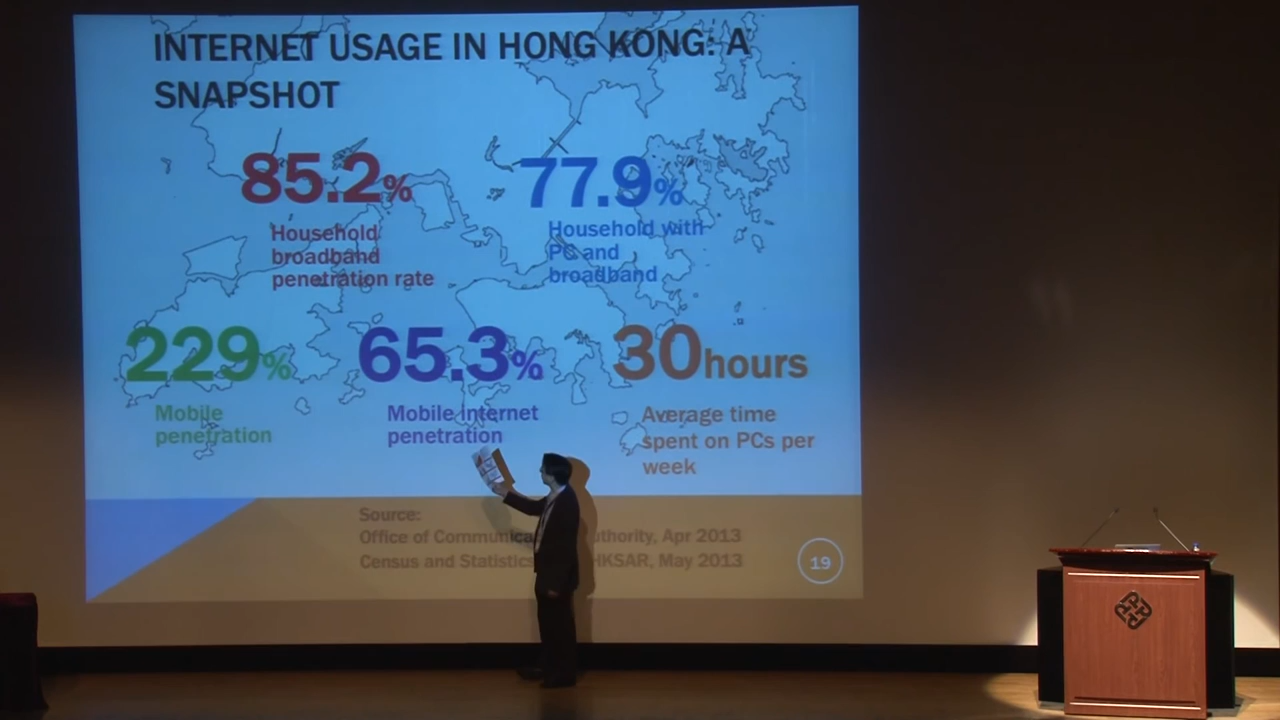 INTERNET USAGE IN HONG KONG: A
SNAPSHOT
85.2%
Household
broadband
penetration rate
77.9%
Household with
PC and
broadband
229%
Mobile
penetration
65.3%
Mobile internet
penetration
30hours
Average time
spent on PCs per
week
Source:
Office of Communica uthority, Apr 2013
Census and Statistics HKSAR, May 2013
19